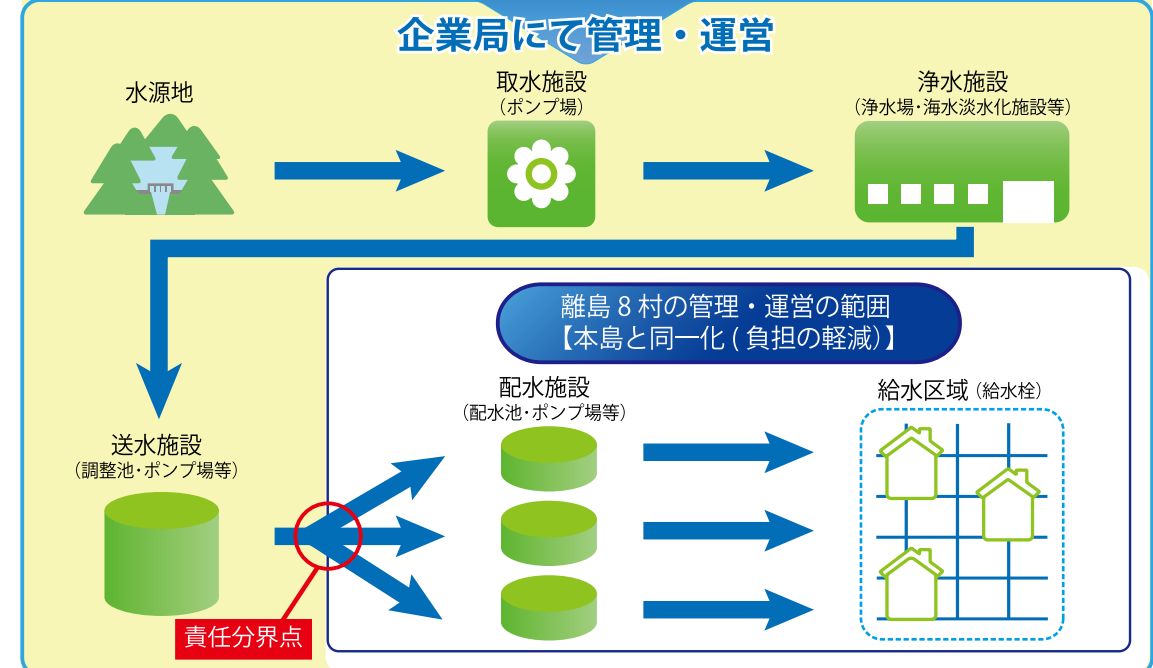 企業局にて管理・運営
水源地
取水施設
（ポンプ場）
浄水施設
（浄水場・海水淡水化施設等）
離島８村の管理・運営の範囲
【本島と同一化(負担の軽減)】
送水施設
（調整池・ポンプ場等）
配水施設
（配水池・ポンプ場等）
給水区域（給水栓）
責任分界点